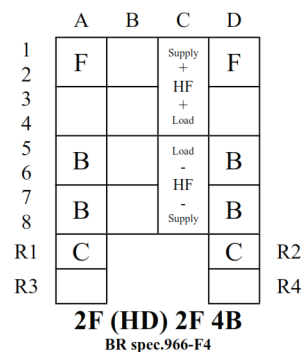 A B C D
1 Supply
F + F
2 HF
3 +
4 Load
5 Load
B - B
6 HF
7 -
B B
8 Supply
R1 C C R2
R3 R4
2F (HD) 2F 4B
BR spec.966-F4